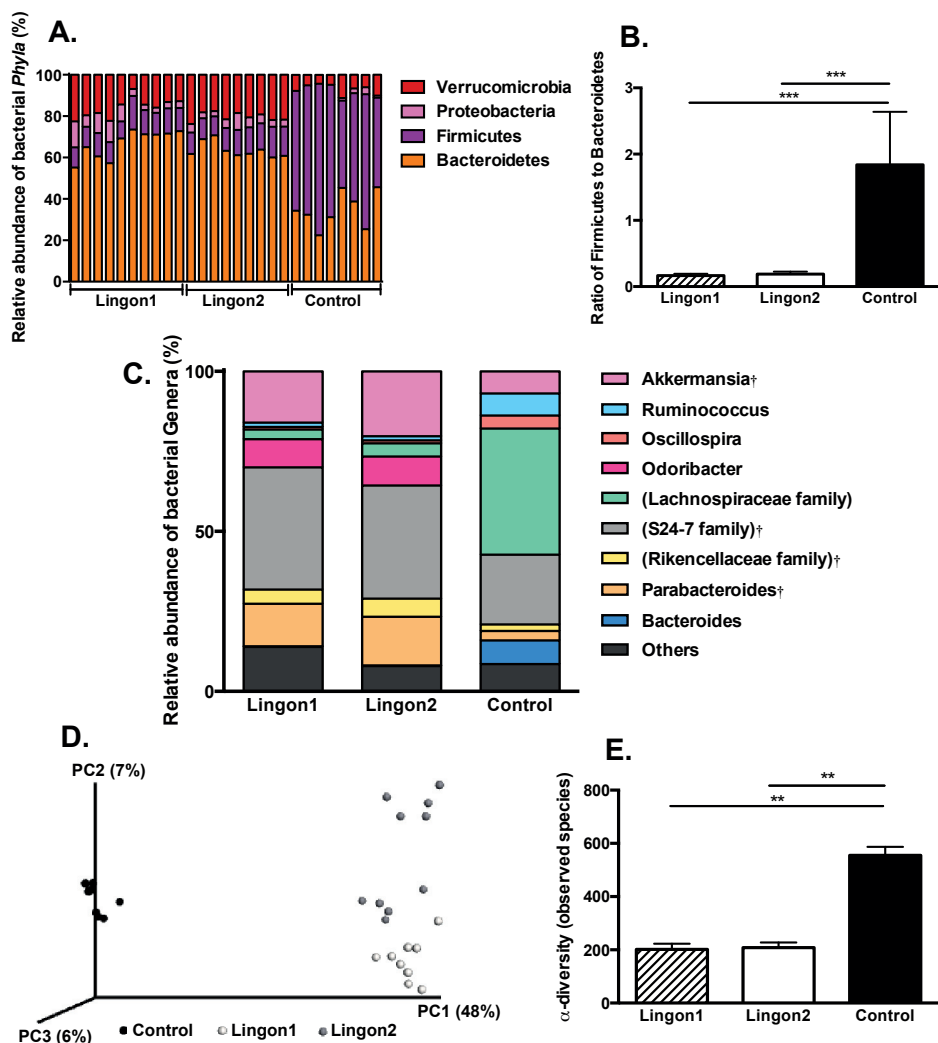 A.
Relative abundance of bacterial Phyla (%)
100
80
60
40
20
0
Lingon1
Lingon2
Control
Verrucomicrobia
Proteobacteria
Firmicutes
Bacteroidetes
B.
Ratio of Firmicutes to Bacteroidetes
3
2
1
0
***
***
Lingon1
Lingon2
Control
C.
Relative abundance of bacterial Genera (%)
100
50
0
Lingon1
Lingon2
Control
Akkermansia†
Ruminococcus
Oscillospira
Odoribacter
(Lachnospiraceae family)
(S24-7 family)†
(Rikencellaceae family)†
Parabacteroides†
Bacteroides
Others
D.
PC2 (7%)
PC1 (48%)
PC3 (6%)
Control
Lingon1
Lingon2
E.
α-diversity (observed species)
800
600
400
200
0
**
**
Lingon1
Lingon2
Control